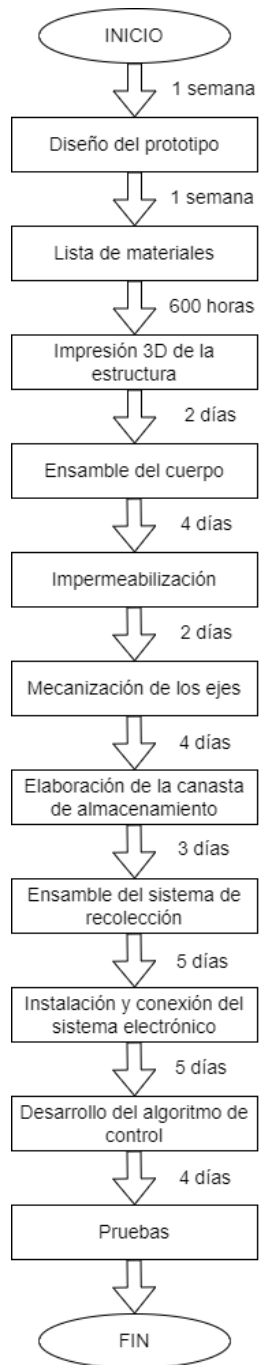 INICIO
1 semana
Diseño del prototipo
1 semana
Lista de materiales
600 horas
Impresión 3D de la
estructura
2 días
Ensamble del cuerpo
4 días
Impermeabilización
2 días
Mecanización de los ejes
4 días
Elaboración de la canasta
de almacenamiento
3 días
Ensamble del sistema de
recolección
5 días
Instalación y conexión del
sistema electrónico
5 días
Desarrollo del algoritmo de
control
4 días
Pruebas
FIN